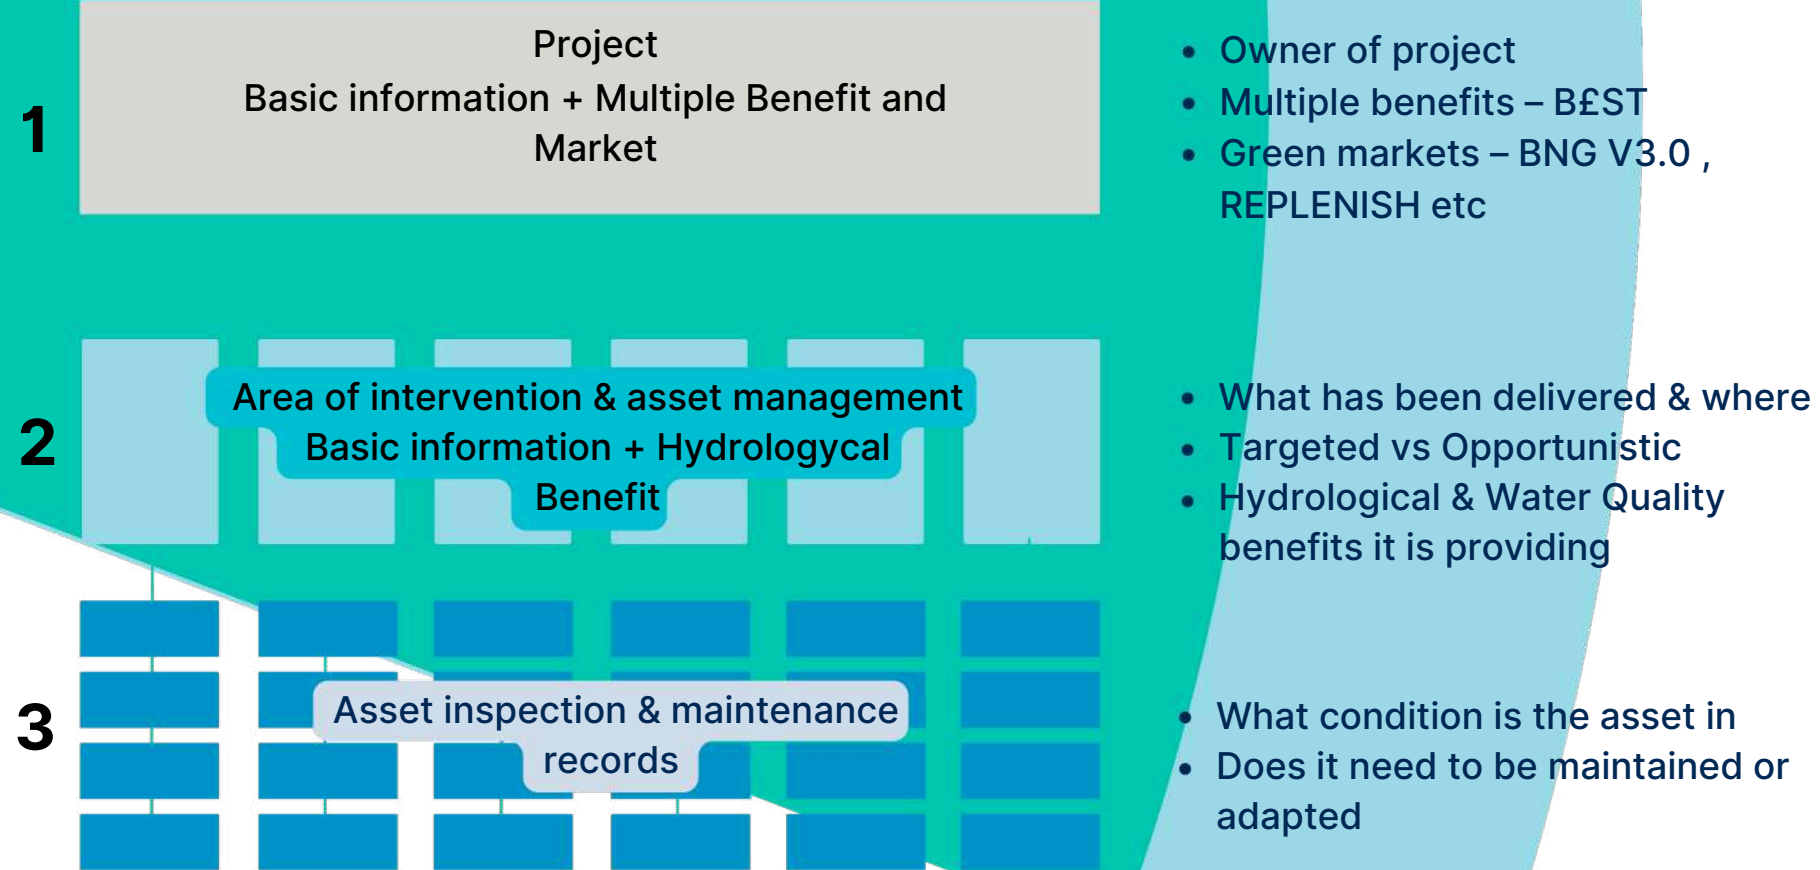 1
Project
Basic information + Multiple Benefit and
Market
• Owner of project
• Multiple benefits – B£ST
• Green markets – BNG V3.0 ,
REPLENISH etc
2
Area of intervention & asset management
Basic information + Hydrologycal
Benefit
• What has been delivered & where
• Targeted vs Opportunistic
• Hydrological & Water Quality
benefits it is providing
3
Asset inspection & maintenance
records
• What condition is the asset in
• Does it need to be maintained or
adapted